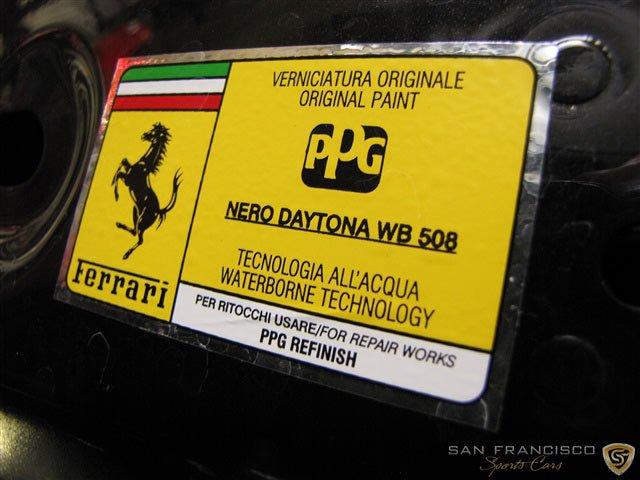 VERNICIATURA ORIGINALE
ORIGINAL PAINT
PPG
NERO DAYTONA WB 508
TECNOLOGIA ALL'ACQUA
WATERBORNE TECHNOLOGY
Ferrari
PER RITOCCHI USARE/FOR REPAIR WORKS
PPG REFINISH
SAN FRANCISCO
Sports Cars
S